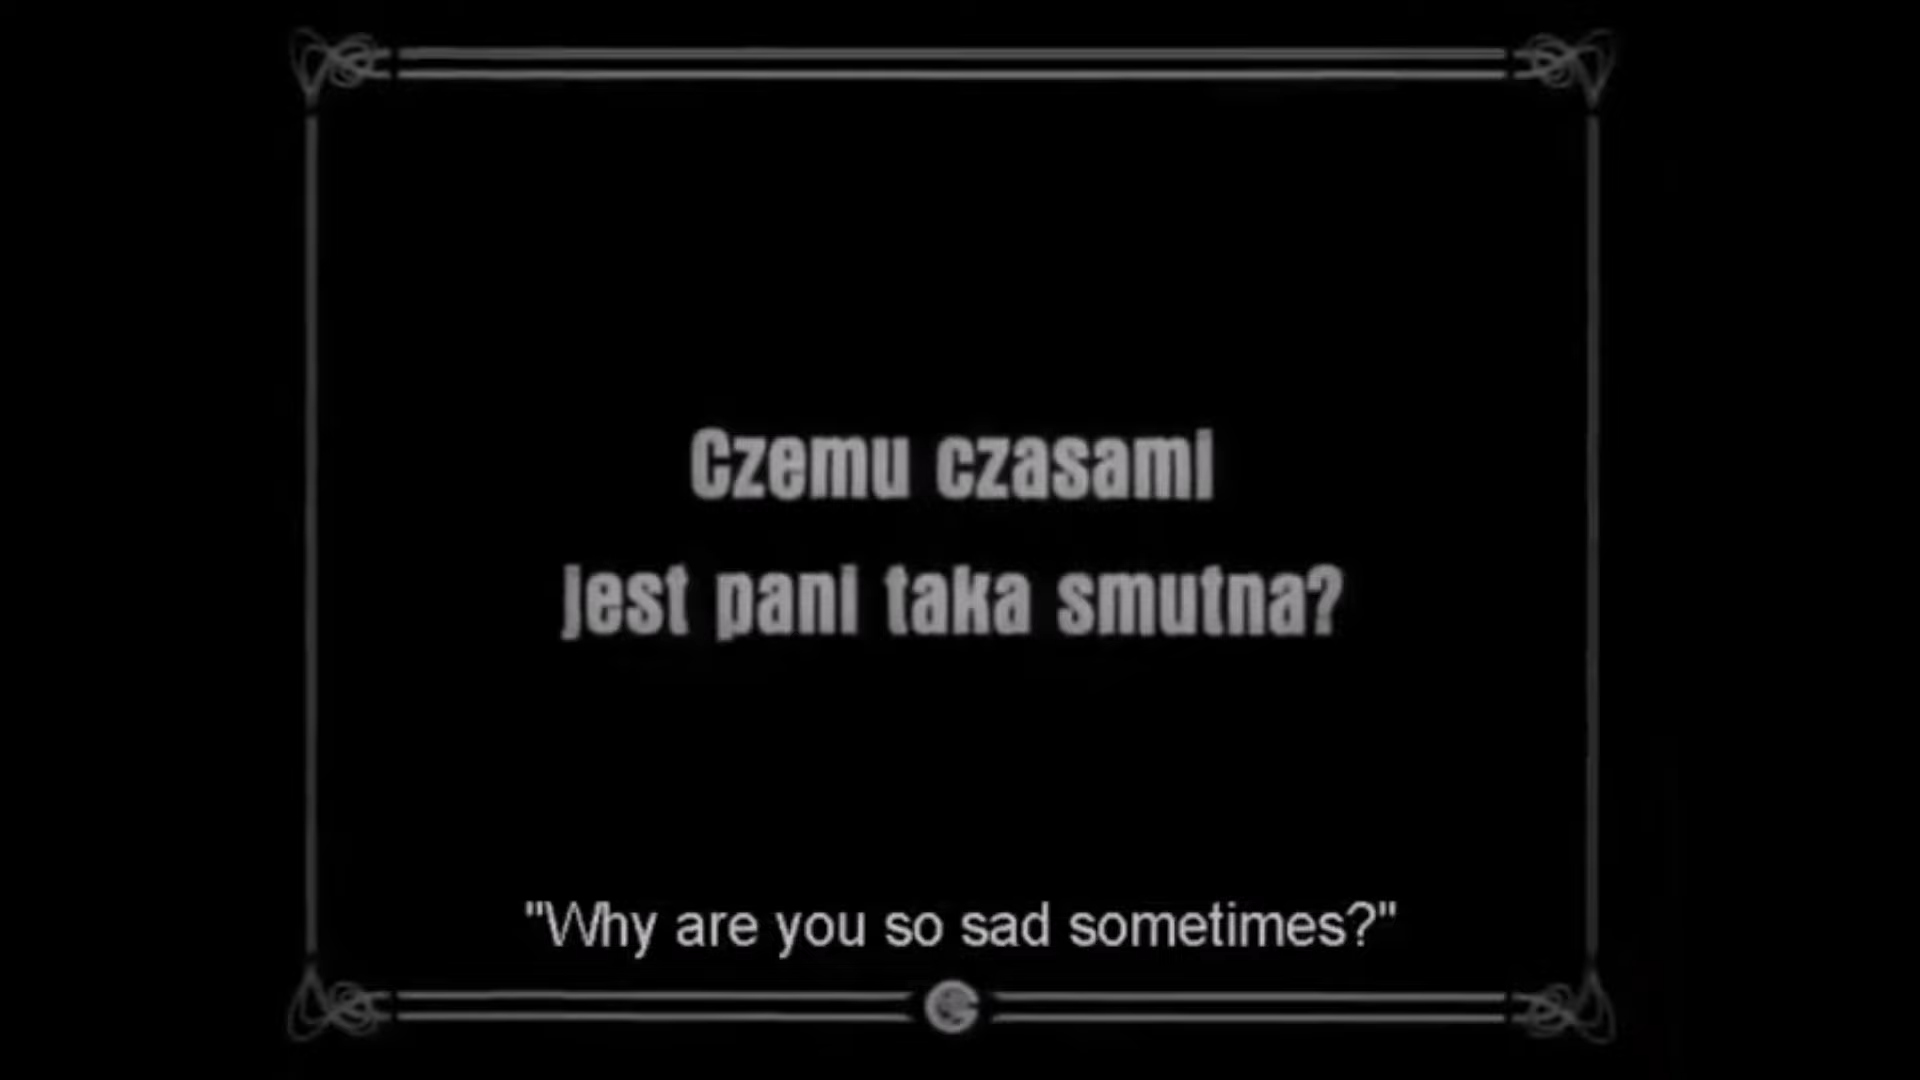 Czemu czasami
jest pani taka smutna?
"Why are you so sad sometimes?"